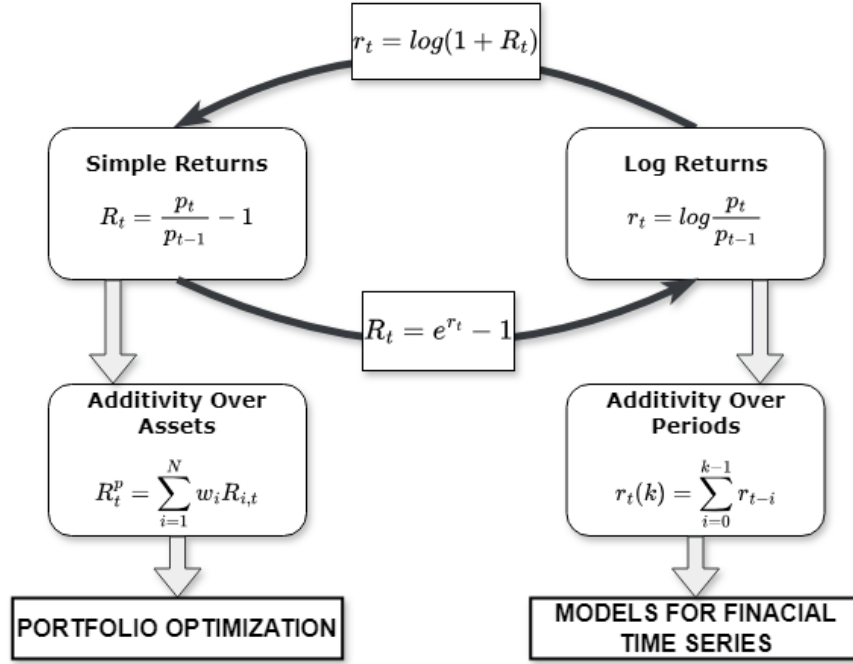 r_t = log(1 + R_t)
Simple Returns
R_t = \frac{p_t}{p_{t-1}} - 1
Log Returns
r_t = log\frac{p_t}{p_{t-1}}
R_t = e^{r_t} - 1
Additivity Over
Assets
R_t^p = \sum_{i=1}^{N} w_i R_{i,t}
Additivity Over
Periods
r_t(k) = \sum_{i=0}^{k-1} r_{t-i}
PORTFOLIO OPTIMIZATION
MODELS FOR FINACIAL
TIME SERIES